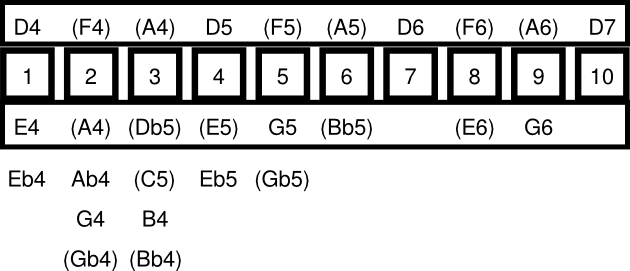 D4 (F4) (A4) D5 (F5) (A5) D6 (F6) (A6) D7
1 2 3 4 5 6 7 8 9 10
E4 (A4) (Db5) (E5) G5 (Bb5) (E6) G6
Eb4 Ab4 (C5) Eb5 (Gb5)
G4 B4
(Gb4) (Bb4)